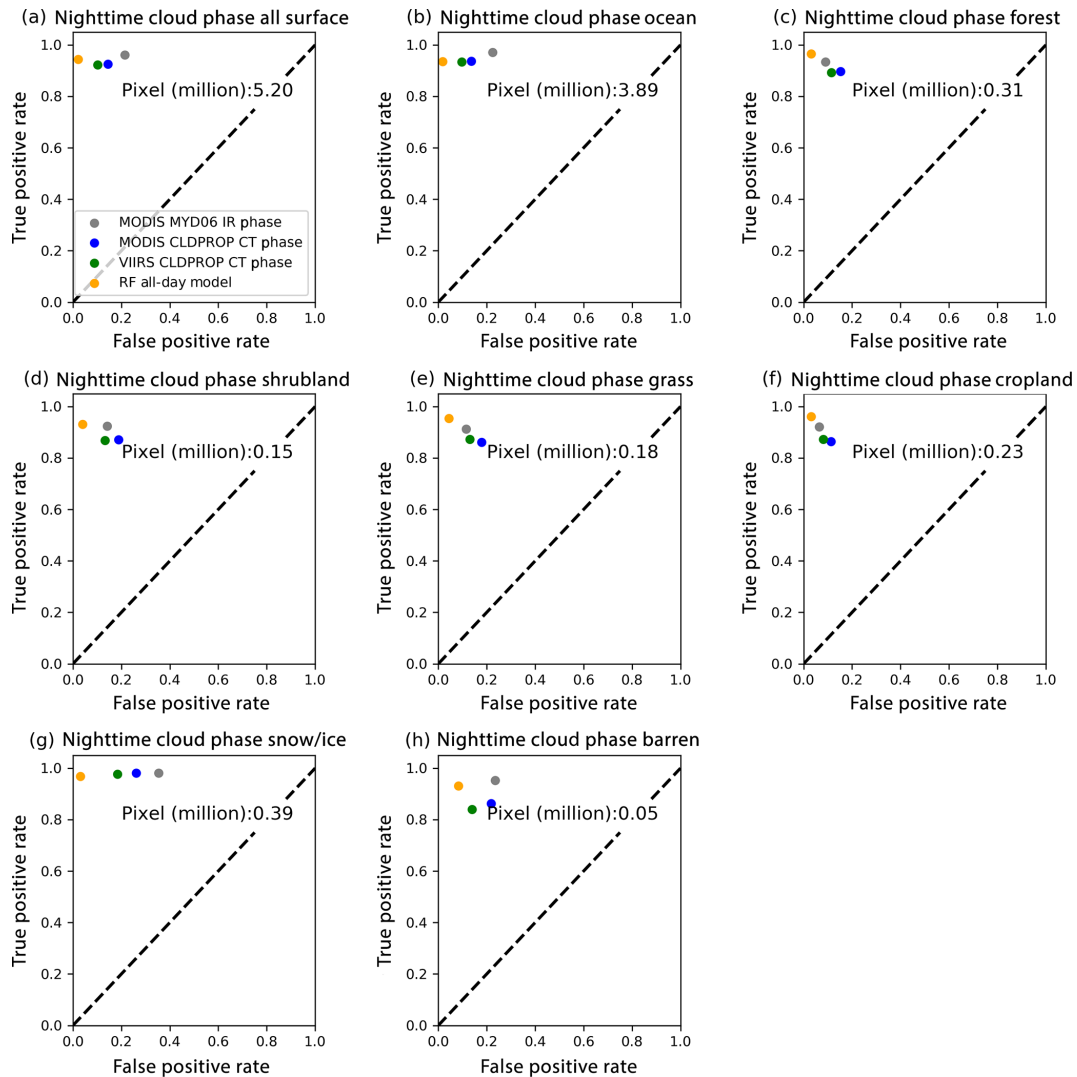 (a) Nighttime cloud phase all surface
1.0
0.8
0.6
0.4
0.2
0.0
True positive rate
Pixel (million):5.20
MODIS MYD06 IR phase
MODIS CLDPROP CT phase
VIIRS CLDPROP CT phase
RF all-day model
0.0 0.2 0.4 0.6 0.8 1.0
False positive rate
(b) Nighttime cloud phase ocean
1.0
0.8
0.6
0.4
0.2
0.0
True positive rate
Pixel (million):3.89
0.0 0.2 0.4 0.6 0.8 1.0
False positive rate
(c) Nighttime cloud phase forest
1.0
0.8
0.6
0.4
0.2
0.0
True positive rate
Pixel (million):0.31
0.0 0.2 0.4 0.6 0.8 1.0
False positive rate
(d) Nighttime cloud phase shrubland
1.0
0.8
0.6
0.4
0.2
0.0
True positive rate
Pixel (million):0.15
0.0 0.2 0.4 0.6 0.8 1.0
False positive rate
(e) Nighttime cloud phase grass
1.0
0.8
0.6
0.4
0.2
0.0
True positive rate
Pixel (million):0.18
0.0 0.2 0.4 0.6 0.8 1.0
False positive rate
(f) Nighttime cloud phase cropland
1.0
0.8
0.6
0.4
0.2
0.0
True positive rate
Pixel (million):0.23
0.0 0.2 0.4 0.6 0.8 1.0
False positive rate
(g) Nighttime cloud phase snow/ice
1.0
0.8
0.6
0.4
0.2
0.0
True positive rate
Pixel (million):0.39
0.0 0.2 0.4 0.6 0.8 1.0
False positive rate
(h) Nighttime cloud phase barren
1.0
0.8
0.6
0.4
0.2
0.0
True positive rate
Pixel (million):0.05
0.0 0.2 0.4 0.6 0.8 1.0
False positive rate